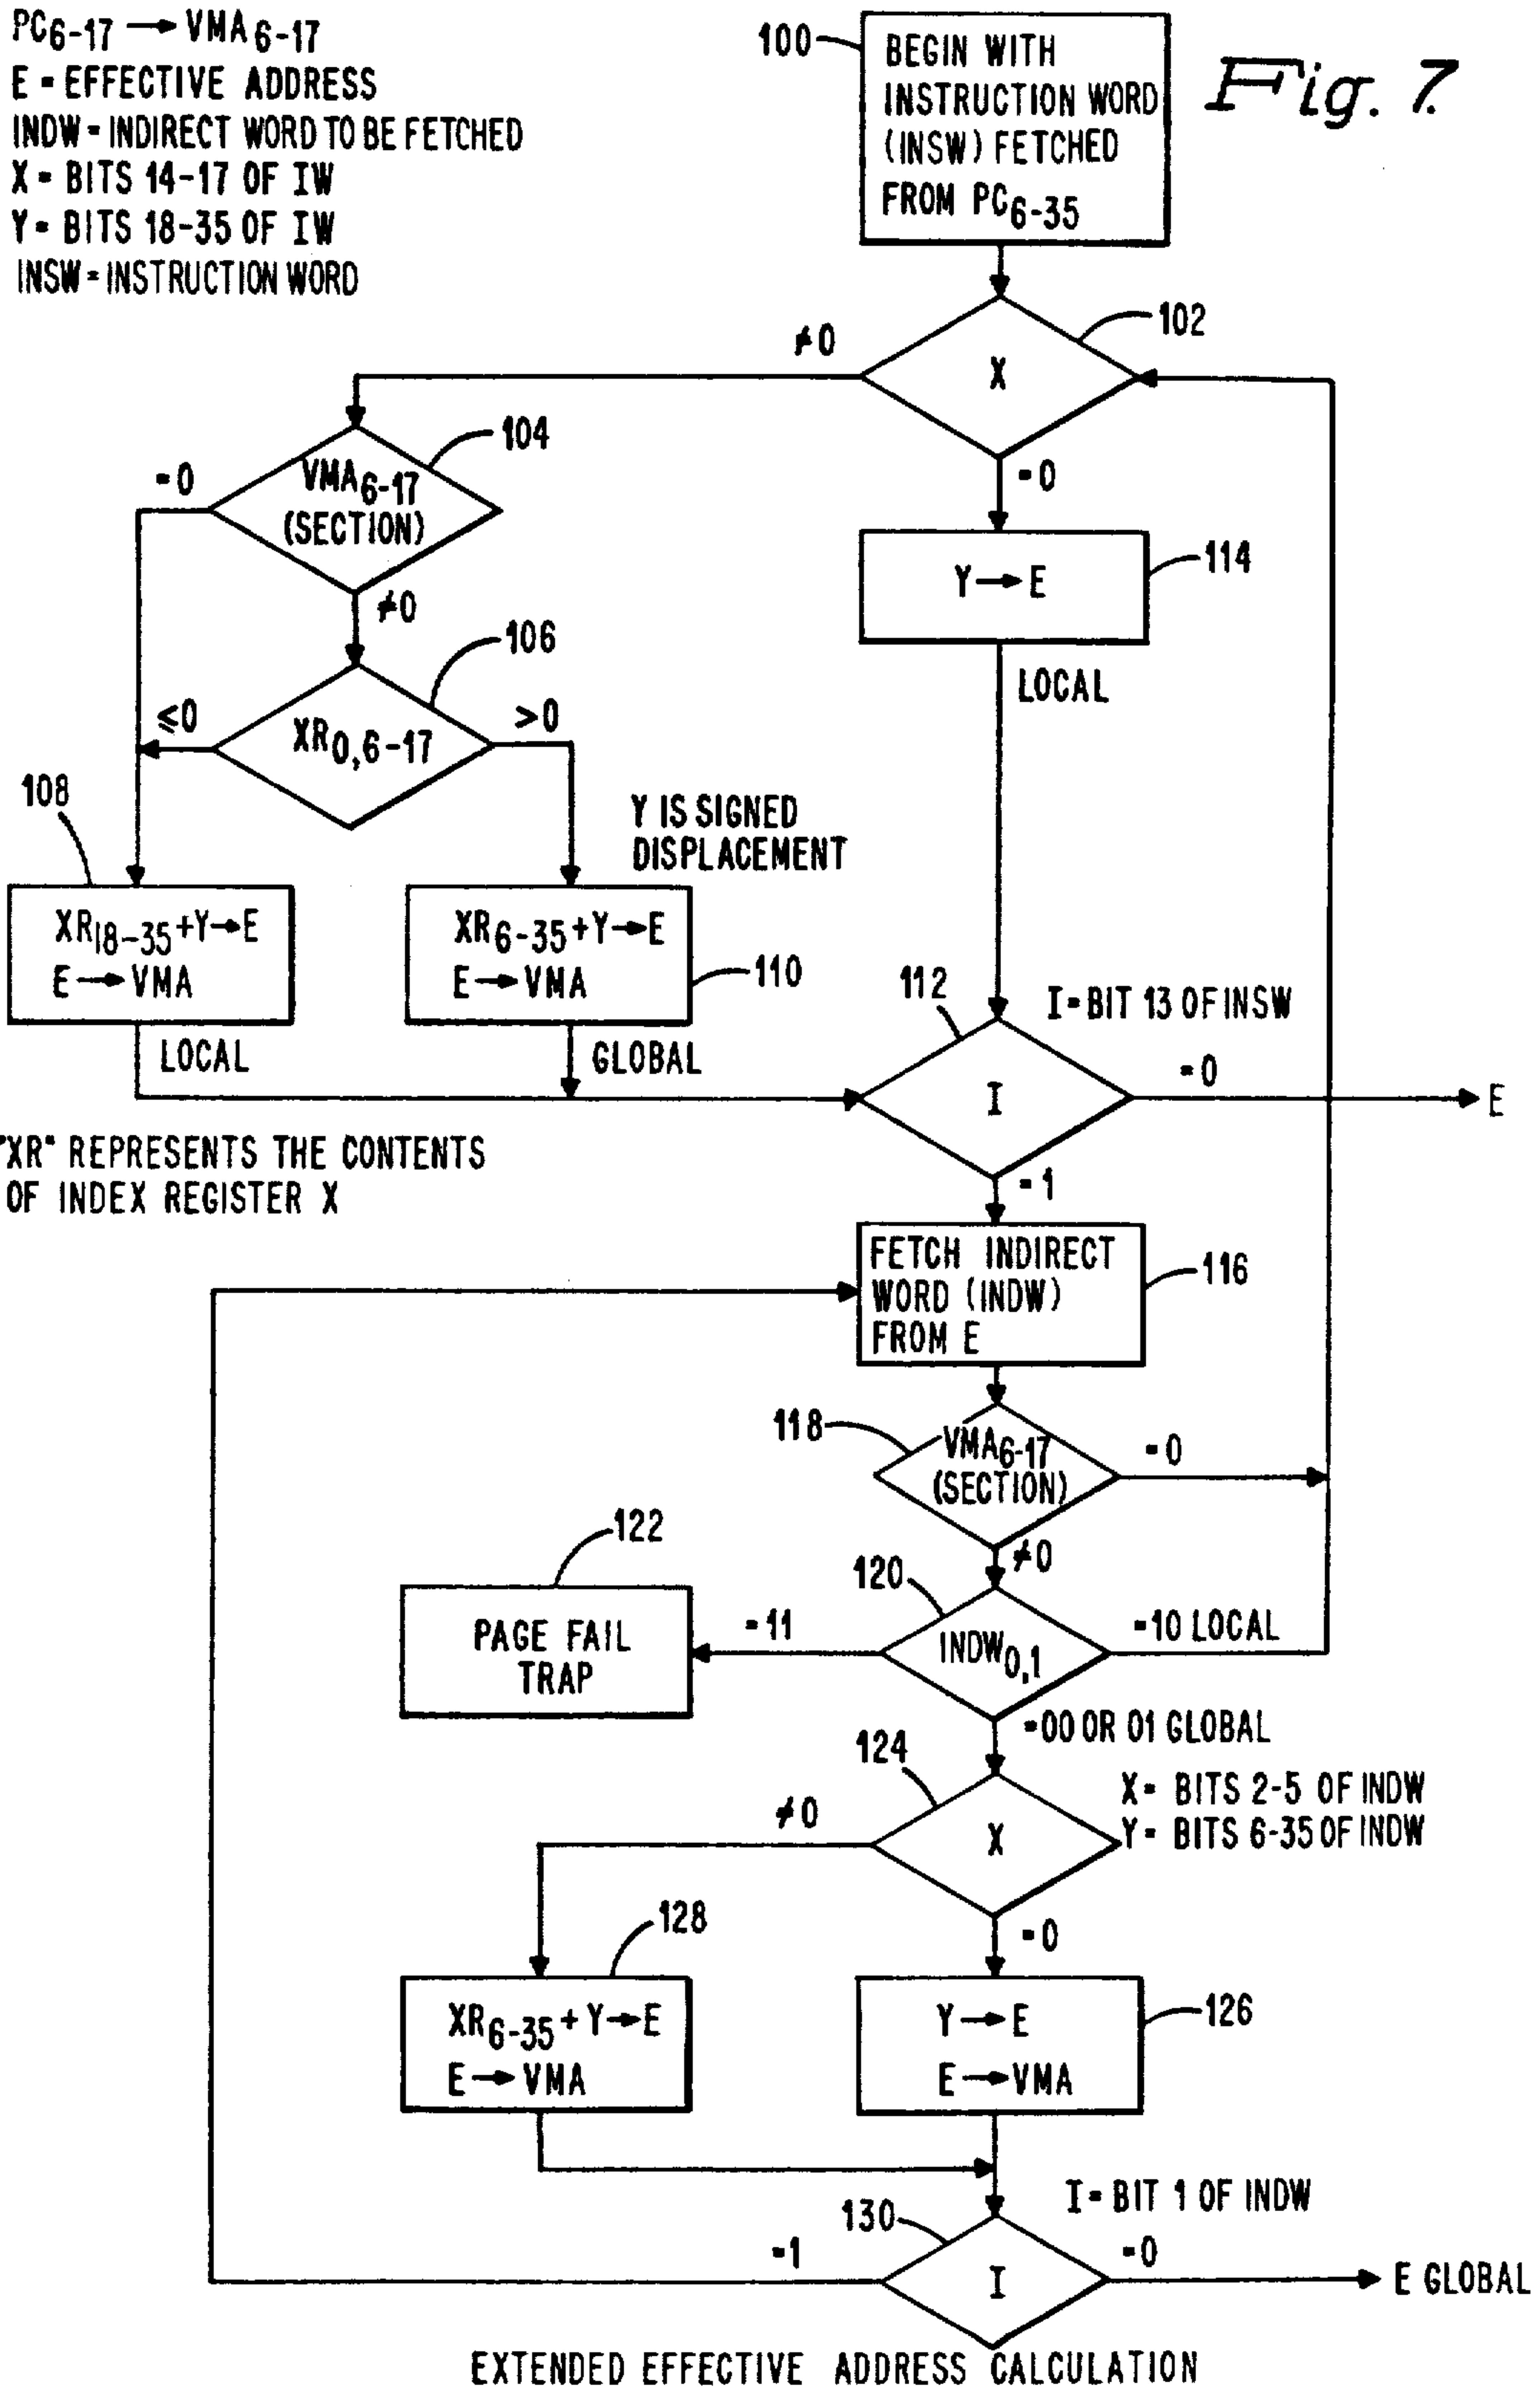 PC6-17 → VMA6-17
E = EFFECTIVE ADDRESS
INDW = INDIRECT WORD TO BE FETCHED
X = BITS 14-17 OF IW
Y = BITS 18-35 OF IW
INSW = INSTRUCTION WORD
Fig. 7.
100
BEGIN WITH
INSTRUCTION WORD
(INSW) FETCHED
FROM PC6-35
102
≠0
X
=0
104
=0
VMA6-17
(SECTION)
≠0
114
Y → E
LOCAL
106
≤0
XR0,6-17
>0
108
Y IS SIGNED
DISPLACEMENT
XR18-35+Y→E
E → VMA
LOCAL
XR6-35+Y→E
E → VMA
110
GLOBAL
112
I = BIT 13 OF INSW
I
=0
E
=1
"XR" REPRESENTS THE CONTENTS
OF INDEX REGISTER X
FETCH INDIRECT
WORD (INDW)
FROM E
116
118
VMA6-17
(SECTION)
=0
≠0
122
PAGE FAIL
TRAP
=11
120
INDW0,1
=10 LOCAL
=00 OR 01 GLOBAL
124
≠0
X
X = BITS 2-5 OF INDW
Y = BITS 6-35 OF INDW
=0
128
XR6-35 + Y → E
E → VMA
Y → E
E → VMA
126
I = BIT 1 OF INDW
130
=1
I
=0
E GLOBAL
EXTENDED EFFECTIVE ADDRESS CALCULATION